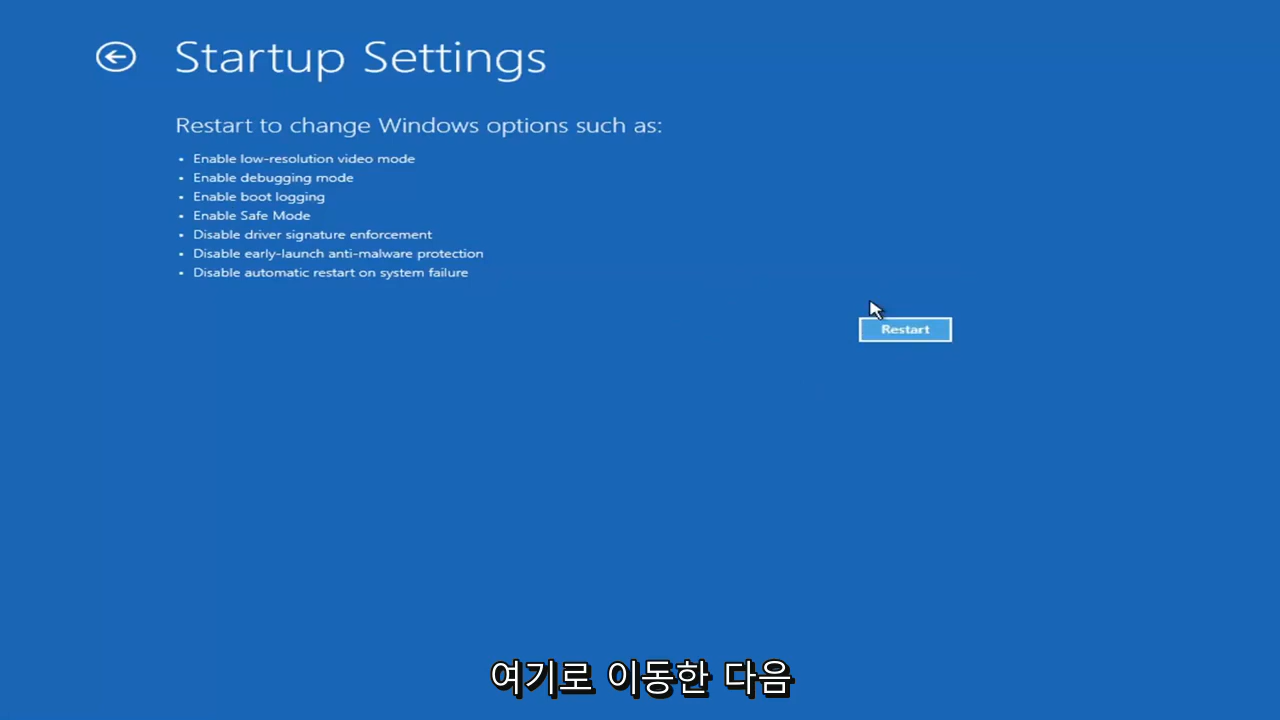 Startup Settings
Restart to change Windows options such as:
• Enable low-resolution video mode
• Enable debugging mode
• Enable boot logging
• Enable Safe Mode
• Disable driver signature enforcement
• Disable early-launch anti-malware protection
• Disable automatic restart on system failure
Restart
여기로 이동한 다음